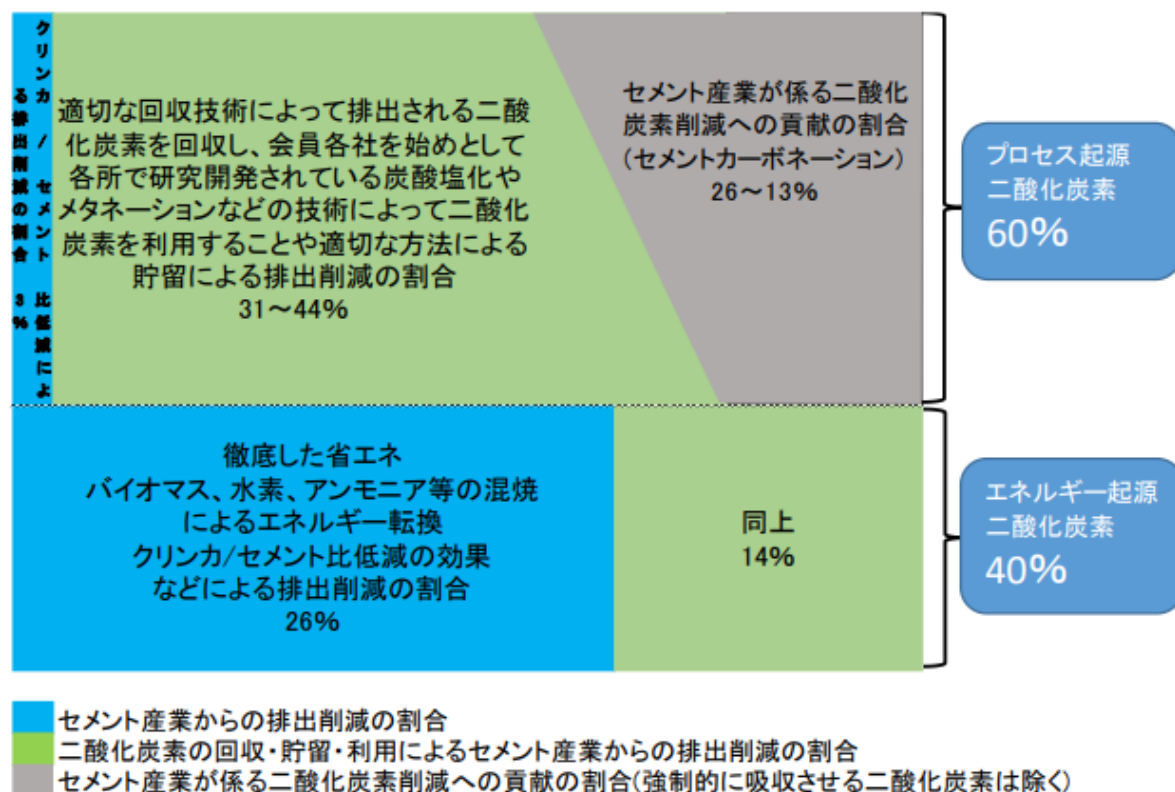 クリンカ / セメント 比低減によ
る排出削減の割合 3%
適切な回収技術によって排出される二酸
化炭素を回収し、会員各社を始めとして
各所で研究開発されている炭酸塩化や
メタネーションなどの技術によって二酸化
炭素を利用することや適切な方法による
貯留による排出削減の割合
31～44%
セメント産業が係る二酸化
炭素削減への貢献の割合
(セメントカーボネーション)
26～13%
プロセス起源
二酸化炭素
60%
徹底した省エネ
バイオマス、水素、アンモニア等の混焼
によるエネルギー転換
クリンカ/セメント比低減の効果
などによる排出削減の割合
26%
同上
14%
エネルギー起源
二酸化炭素
40%
セメント産業からの排出削減の割合
二酸化炭素の回収・貯留・利用によるセメント産業からの排出削減の割合
セメント産業が係る二酸化炭素削減への貢献の割合(強制的に吸収させる二酸化炭素は除く)